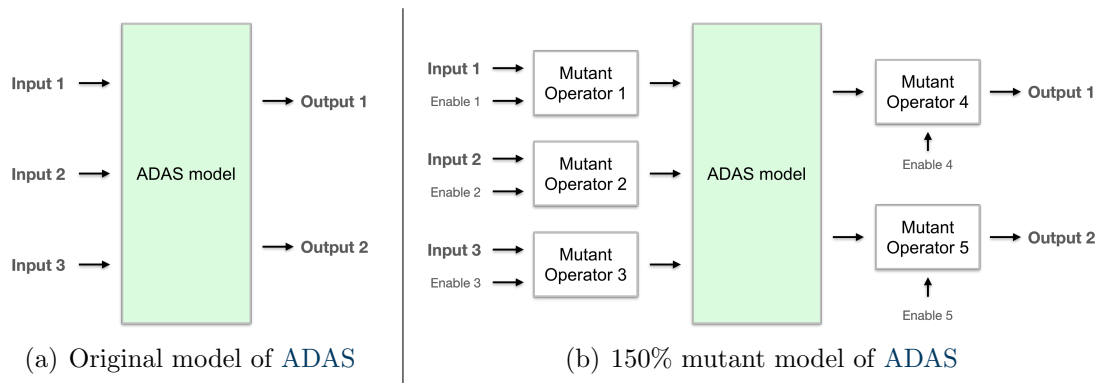 Input 1
Input 2
Input 3
ADAS model
Output 1
Output 2
(a) Original model of ADAS
Input 1
Enable 1
Mutant
Operator 1
Input 2
Enable 2
Mutant
Operator 2
Input 3
Enable 3
Mutant
Operator 3
ADAS model
Mutant
Operator 4
Enable 4
Output 1
Mutant
Operator 5
Enable 5
Output 2
(b) 150% mutant model of ADAS